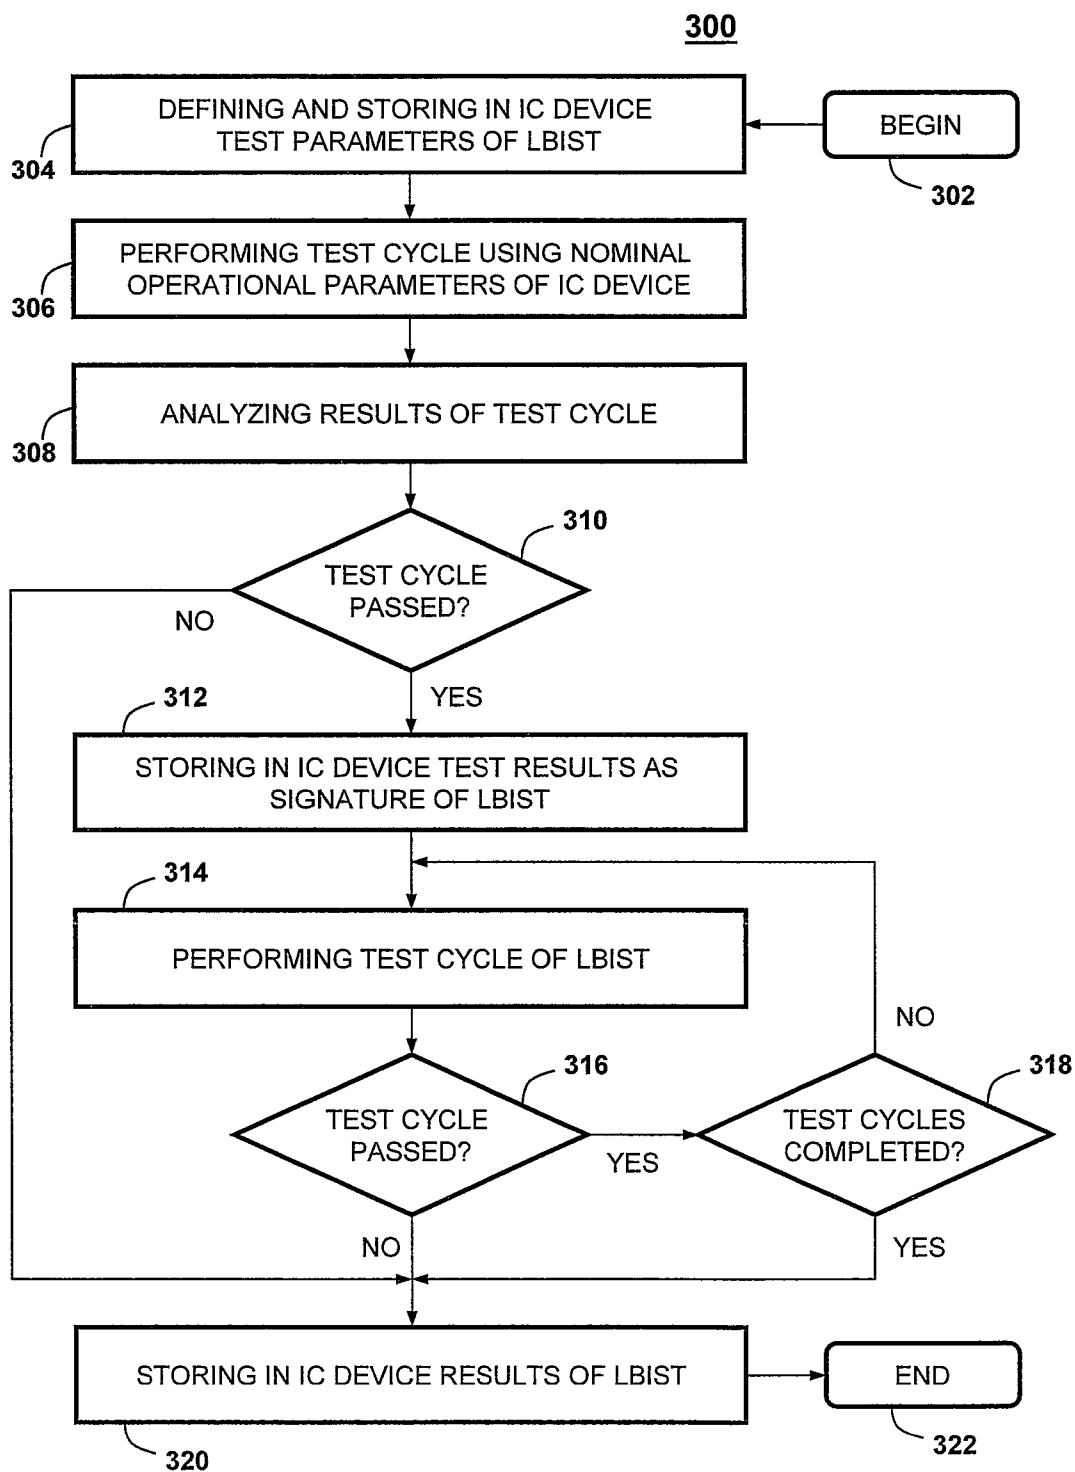 300
DEFINING AND STORING IN IC DEVICE
TEST PARAMETERS OF LBIST
BEGIN
304
302
PERFORMING TEST CYCLE USING NOMINAL
OPERATIONAL PARAMETERS OF IC DEVICE
306
ANALYZING RESULTS OF TEST CYCLE
308
310
TEST CYCLE
PASSED?
NO
YES
312
STORING IN IC DEVICE TEST RESULTS AS
SIGNATURE OF LBIST
314
PERFORMING TEST CYCLE OF LBIST
NO
316
318
TEST CYCLE
PASSED?
YES
TEST CYCLES
COMPLETED?
NO
YES
STORING IN IC DEVICE RESULTS OF LBIST
END
320
322